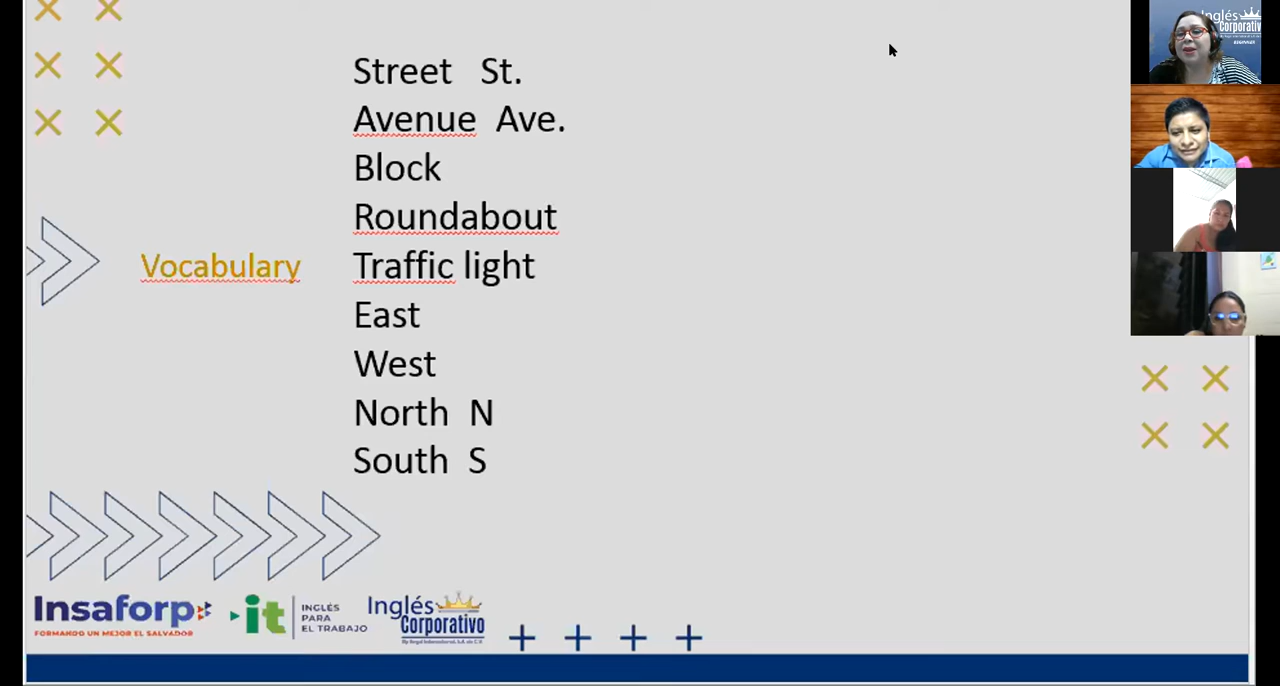 Street St.
Avenue Ave.
Block
Roundabout
Vocabulary
Traffic light
East
West
North N
South S
Insaforp
FORMANDO UN MEJOR EL SALVADOR
it
INGLÉS
PARA
EL TRABAJO
Inglés
Corporativo
Inglés
Corporativo
BEGINNER